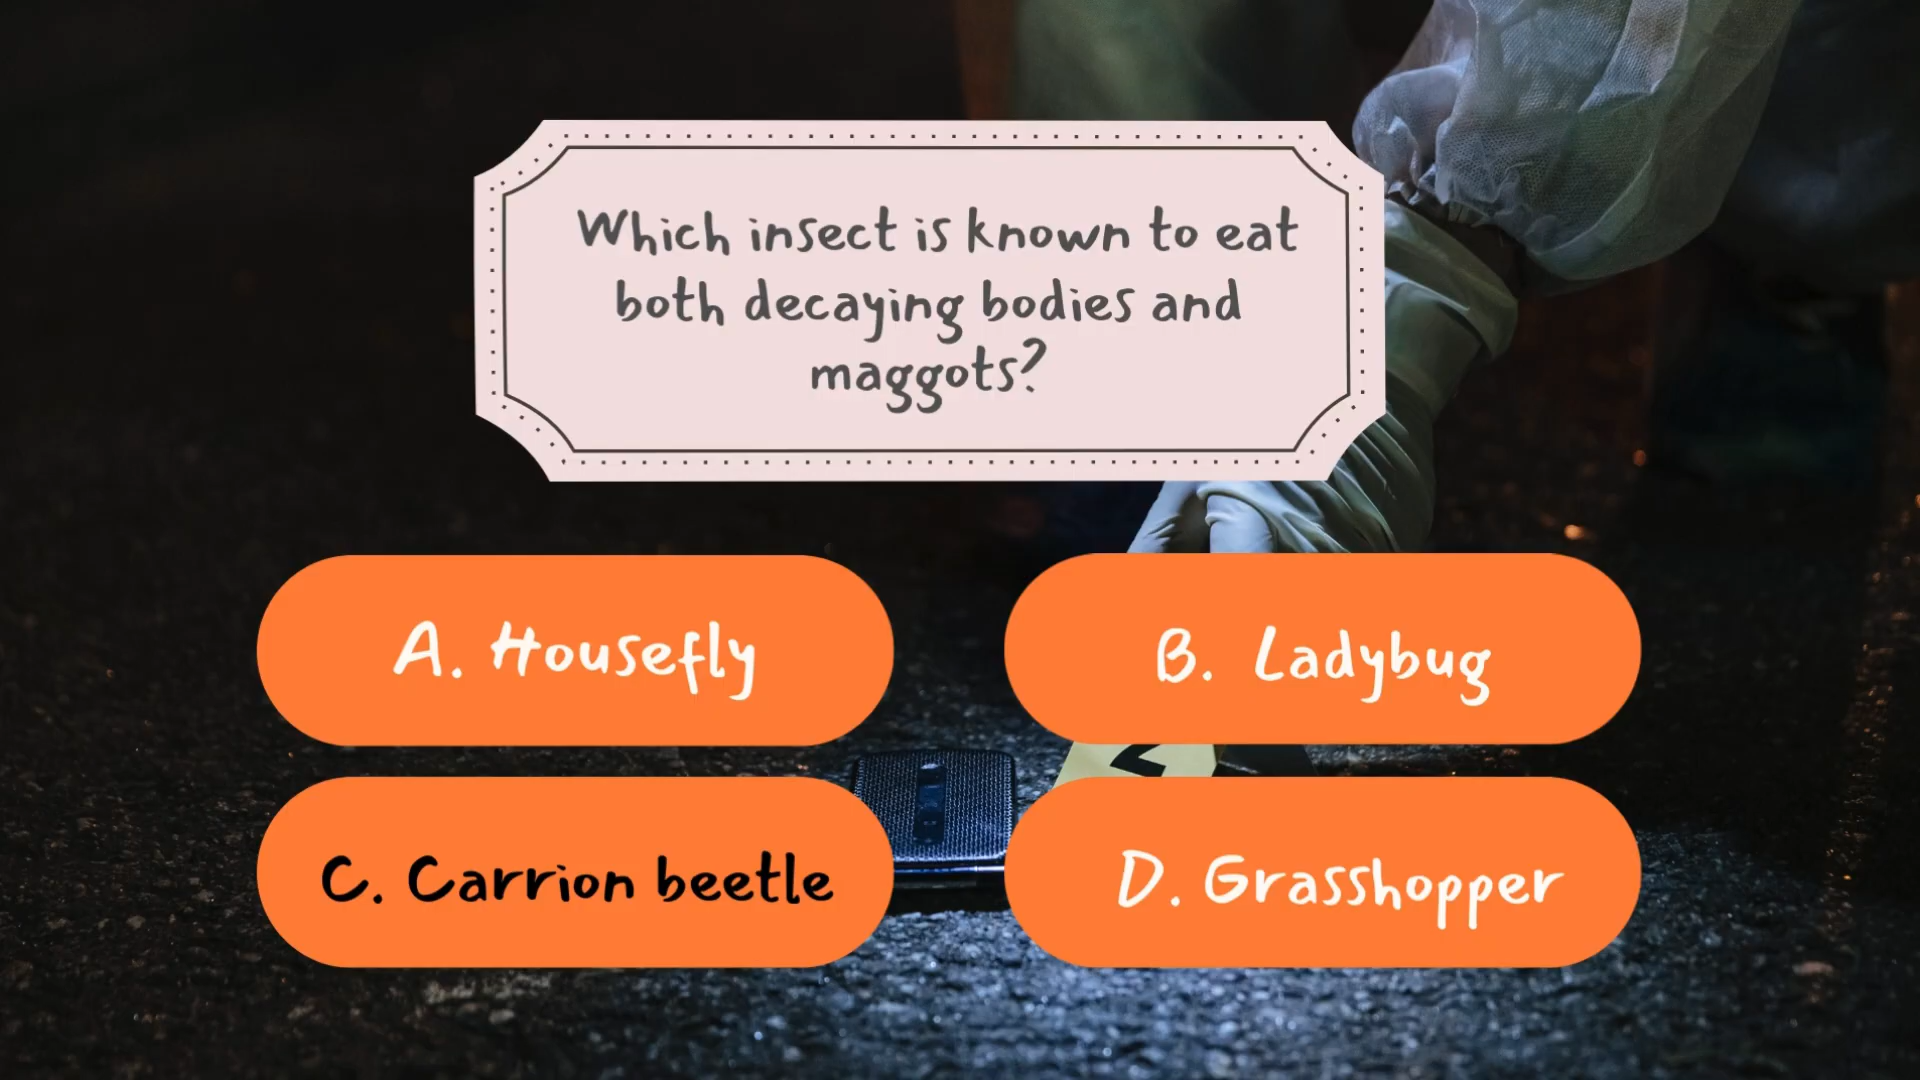 Which insect is known to eat
both decaying bodies and
maggots?
A. Housefly
B. Ladybug
C. Carrion beetle
D. Grasshopper